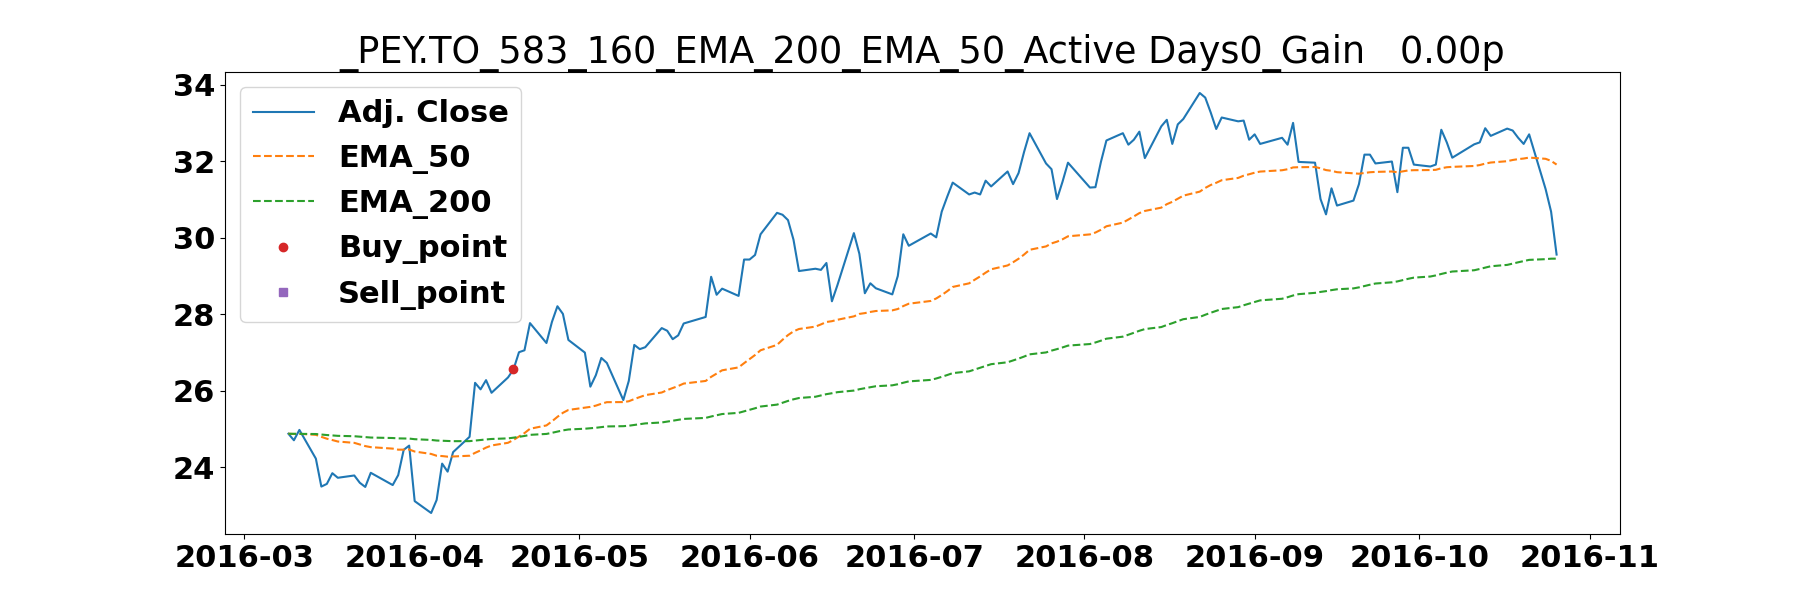 _PEY.TO_583_160_EMA_200_EMA_50_Active Days0_Gain   0.00p
34
32
30
28
26
24
Adj. Close
EMA_50
EMA_200
Buy_point
Sell_point
2016-03 2016-04 2016-05 2016-06 2016-07 2016-08 2016-09 2016-10 2016-11